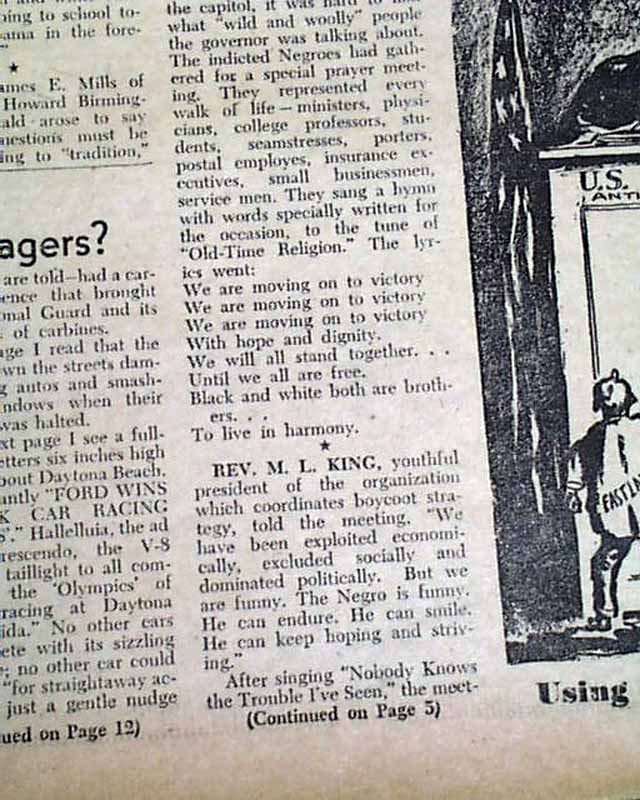 ping to school to-
ama in the fore-
★
ames E. Mills of
Howard Birming-
ald arose to say
uestions must be
ing to "tradition,"
agers?
are told—had a car-
ence that brought
onal Guard and its
of carbines.
age I read that the
wn the streets dam-
g autos and smash-
ndows when their
was halted.
xt page I see a full-
etters six inches high
bout Daytona Beach.
antly "FORD WINS
K CAR RACING
S'." Hallelluia, the ad
rescendo, the V-8
taillight to all com-
the 'Olympics' of
racing at Daytona
ida." No other cars
ete with its sizzling
e; no other car could
"for straightaway ac-
just a gentle nudge
ued on Page 12)
the capitol, it was hard to
what "wild and woolly" people
the governor was talking about.
The indicted Negroes had gath-
ered for a special prayer meet-
ing. They represented every
walk of life—ministers, physi-
cians, college professors, stu-
dents, seamstresses, porters,
postal employes, insurance ex-
ecutives, small businessmen,
service men. They sang a hymn
with words specially written for
the occasion, to the tune of
"Old-Time Religion." The lyr-
ics went:
We are moving on to victory
We are moving on to victory
We are moving on to victory
With hope and dignity.
We will all stand together. . .
Until we all are free.
Black and white both are broth-
ers. . .
To live in harmony.
★
REV. M. L. KING, youthful
president of the organization
which coordinates boycott stra-
tegy, told the meeting. "We
have been exploited economi-
cally, excluded socially and
dominated politically. But we
are funny. The Negro is funny.
He can endure. He can smile.
He can keep hoping and striv-
ing."
After singing "Nobody Knows
the Trouble I've Seen," the meet-
(Continued on Page 5)
U.S.
ANTI
EASTLAN
Using